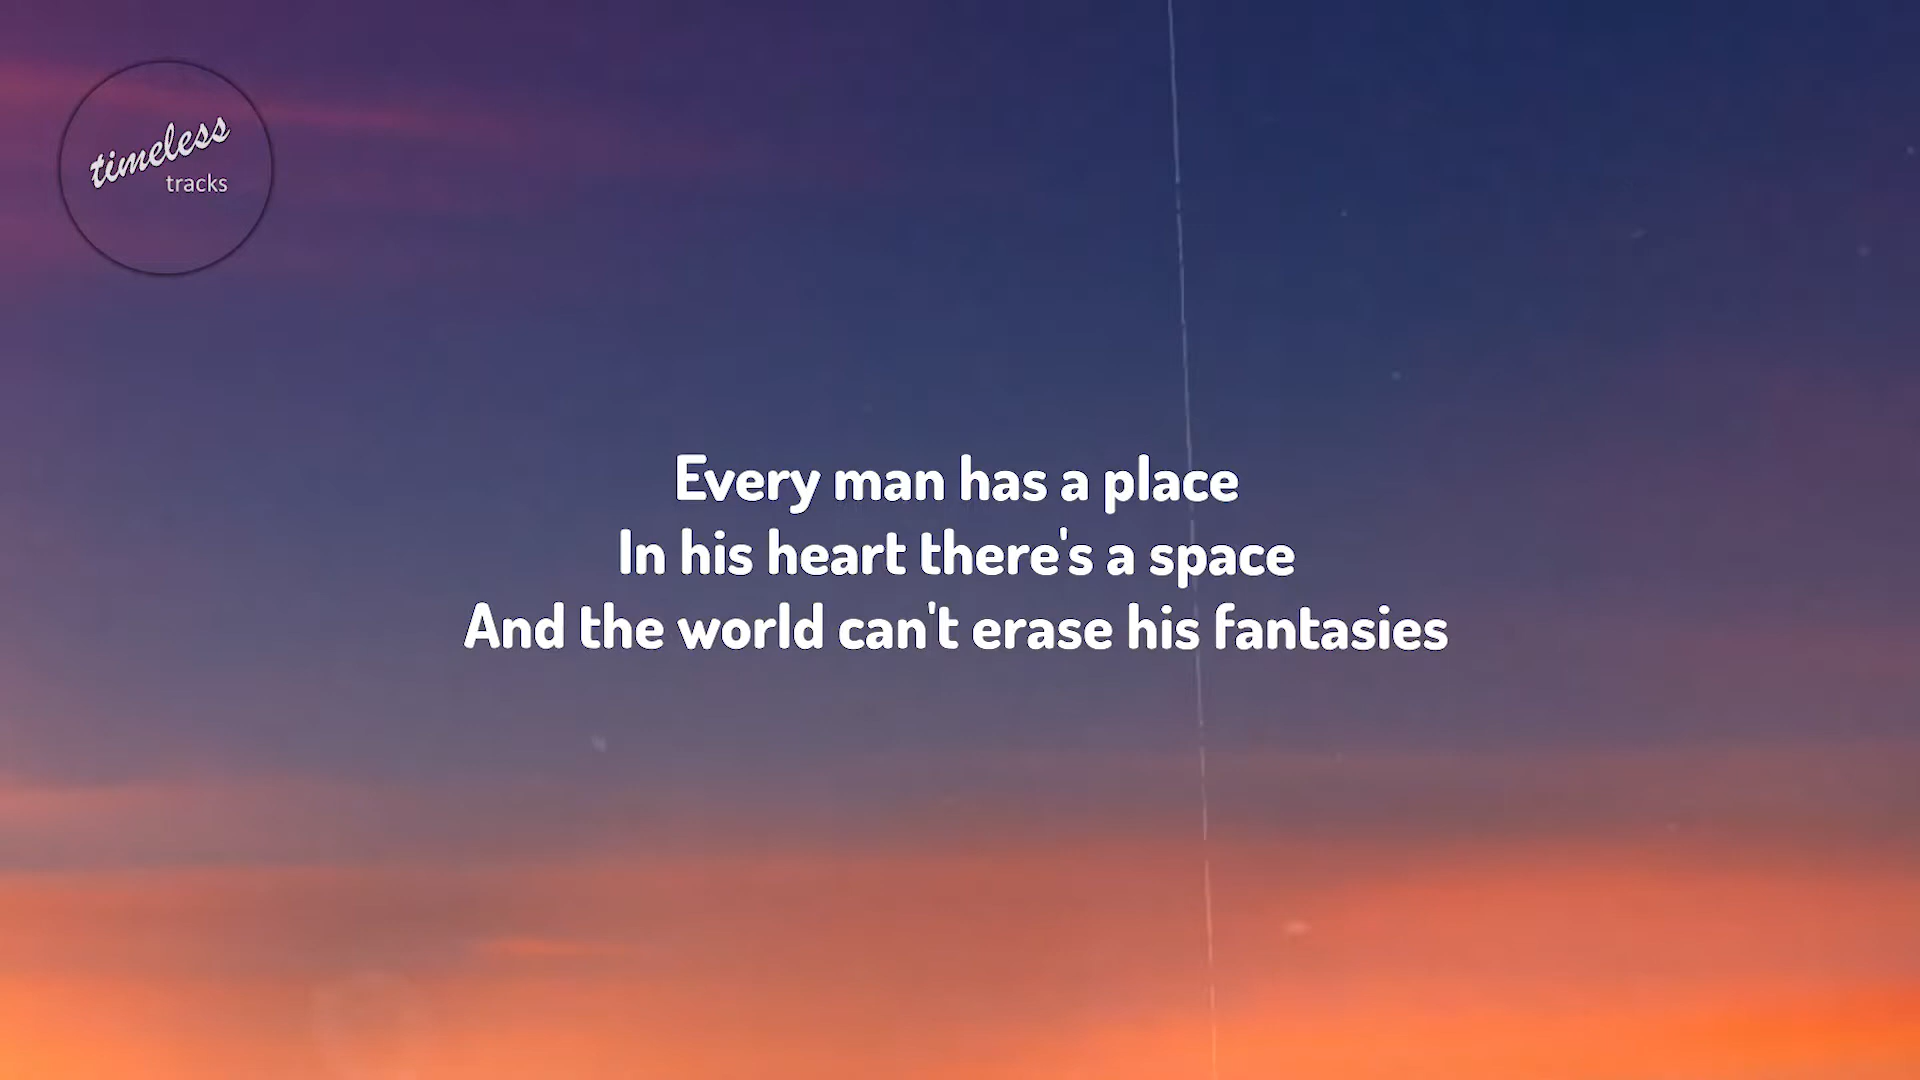 timeless
tracks
Every man has a place
In his heart there's a space
And the world can't erase his fantasies